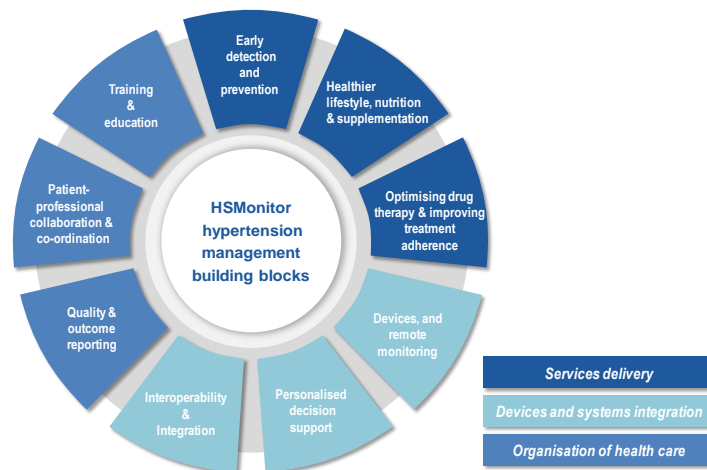 Early
detection
and
prevention
Healthier
lifestyle, nutrition
& supplementation
Optimising drug
therapy & improving
treatment
adherence
Devices, and
remote
monitoring
Personalised
decision
support
Interoperability
&
Integration
Quality &
outcome
reporting
Patient-
professional
collaboration &
co-ordination
Training
&
education
HSMonitor
hypertension
management
building blocks
Services delivery
Devices and systems integration
Organisation of health care